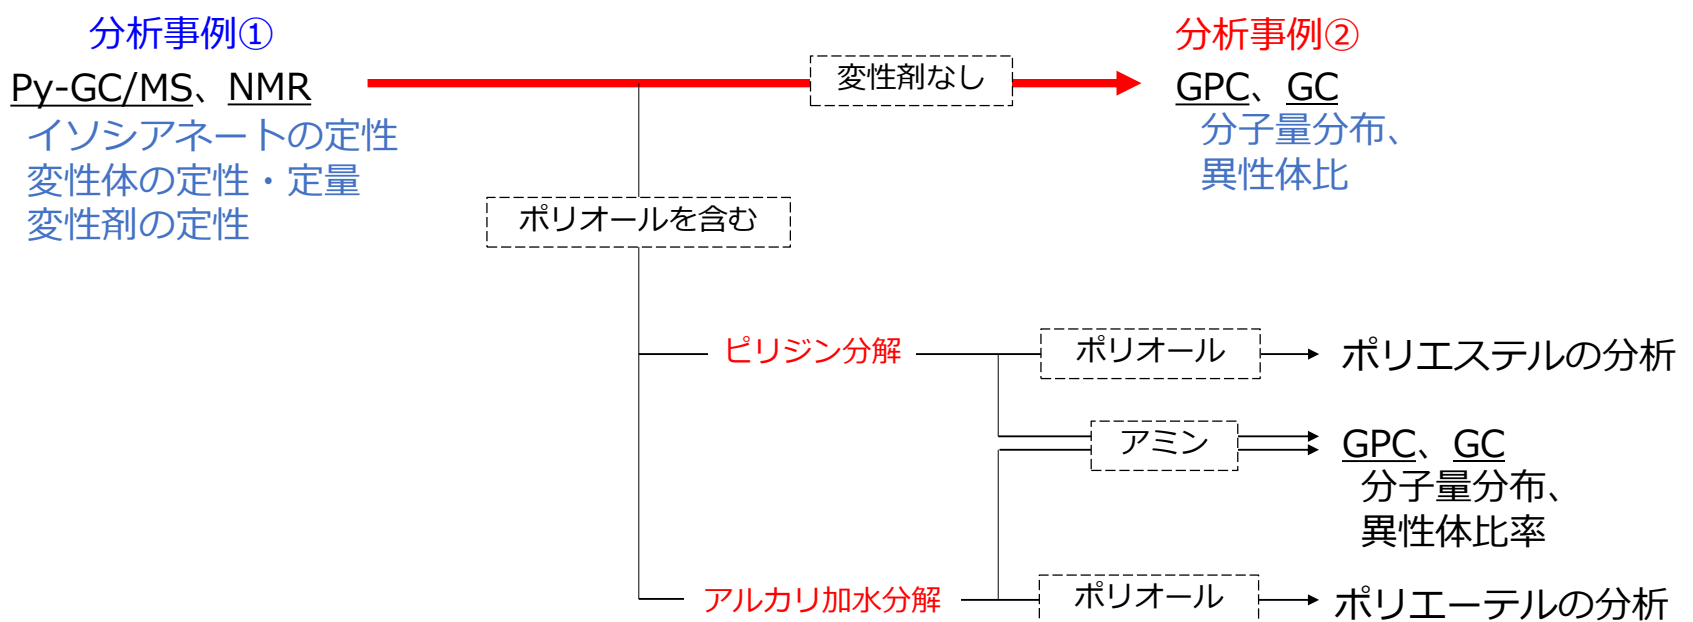 分析事例①
Py-GC/MS、NMR
イソシアネートの定性
変性体の定性・定量
変性剤の定性
変性剤なし
分析事例②
GPC、GC
分子量分布、
異性体比
ポリオールを含む
ピリジン分解
ポリオール
ポリエステルの分析
アミン
GPC、GC
分子量分布、
異性体比率
アルカリ加水分解
ポリオール
ポリエーテルの分析